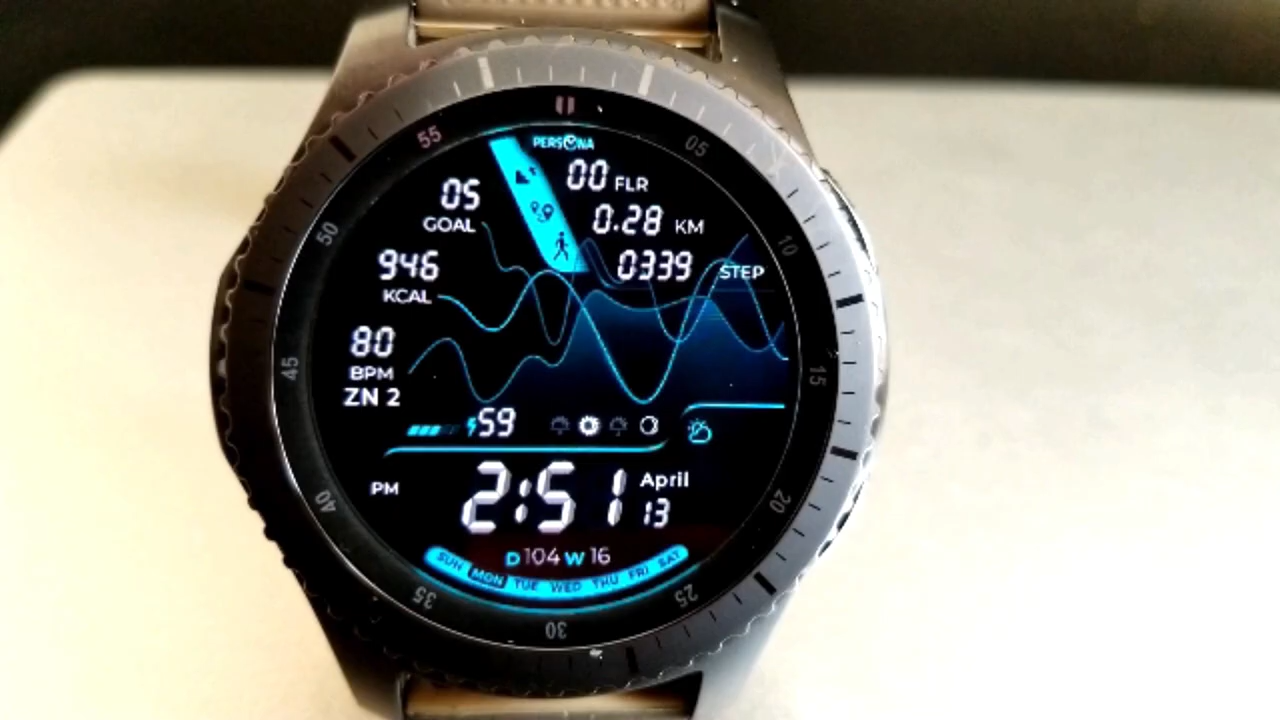 PERSONA
05
GOAL
00 FLR
0.28 KM
946
KCAL
0339 STEP
80
BPM
ZN 2
59
PM
2:51
April
13
D 104 W 16
SUN MON TUE WED THU FRI SAT
05
10
15
20
25
30
35
40
45
50
55